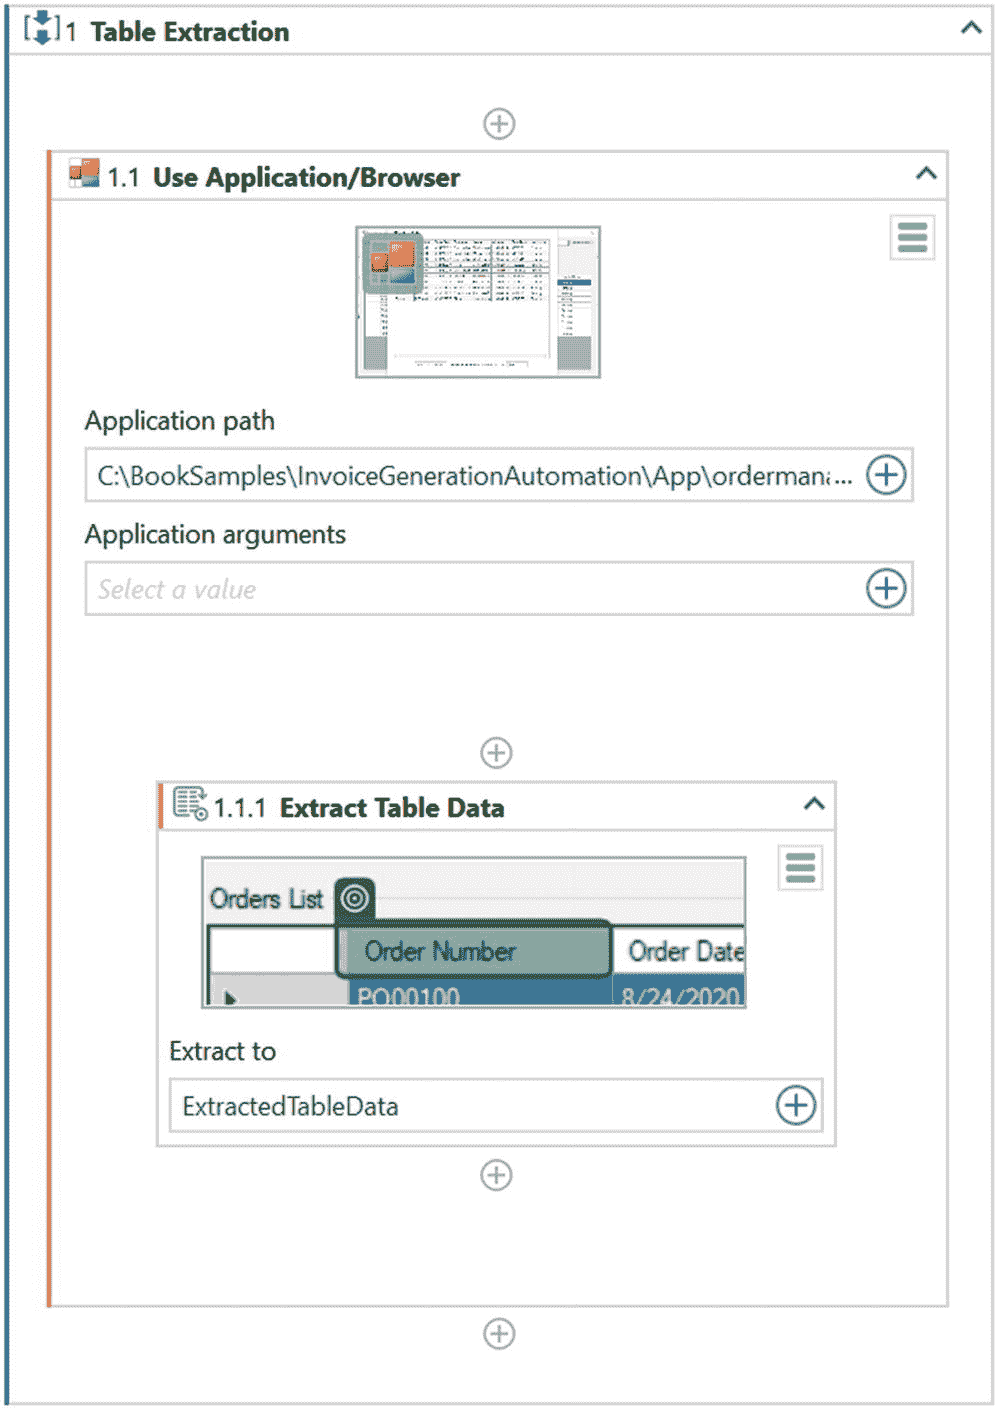 1 Table Extraction
1.1 Use Application/Browser
Application path
C:\BookSamples\InvoiceGenerationAutomation\App\ordermana...
Application arguments
Select a value
1.1.1 Extract Table Data
Orders List
Order Number Order Date
PO00100 8/24/2020
Extract to
ExtractedTableData